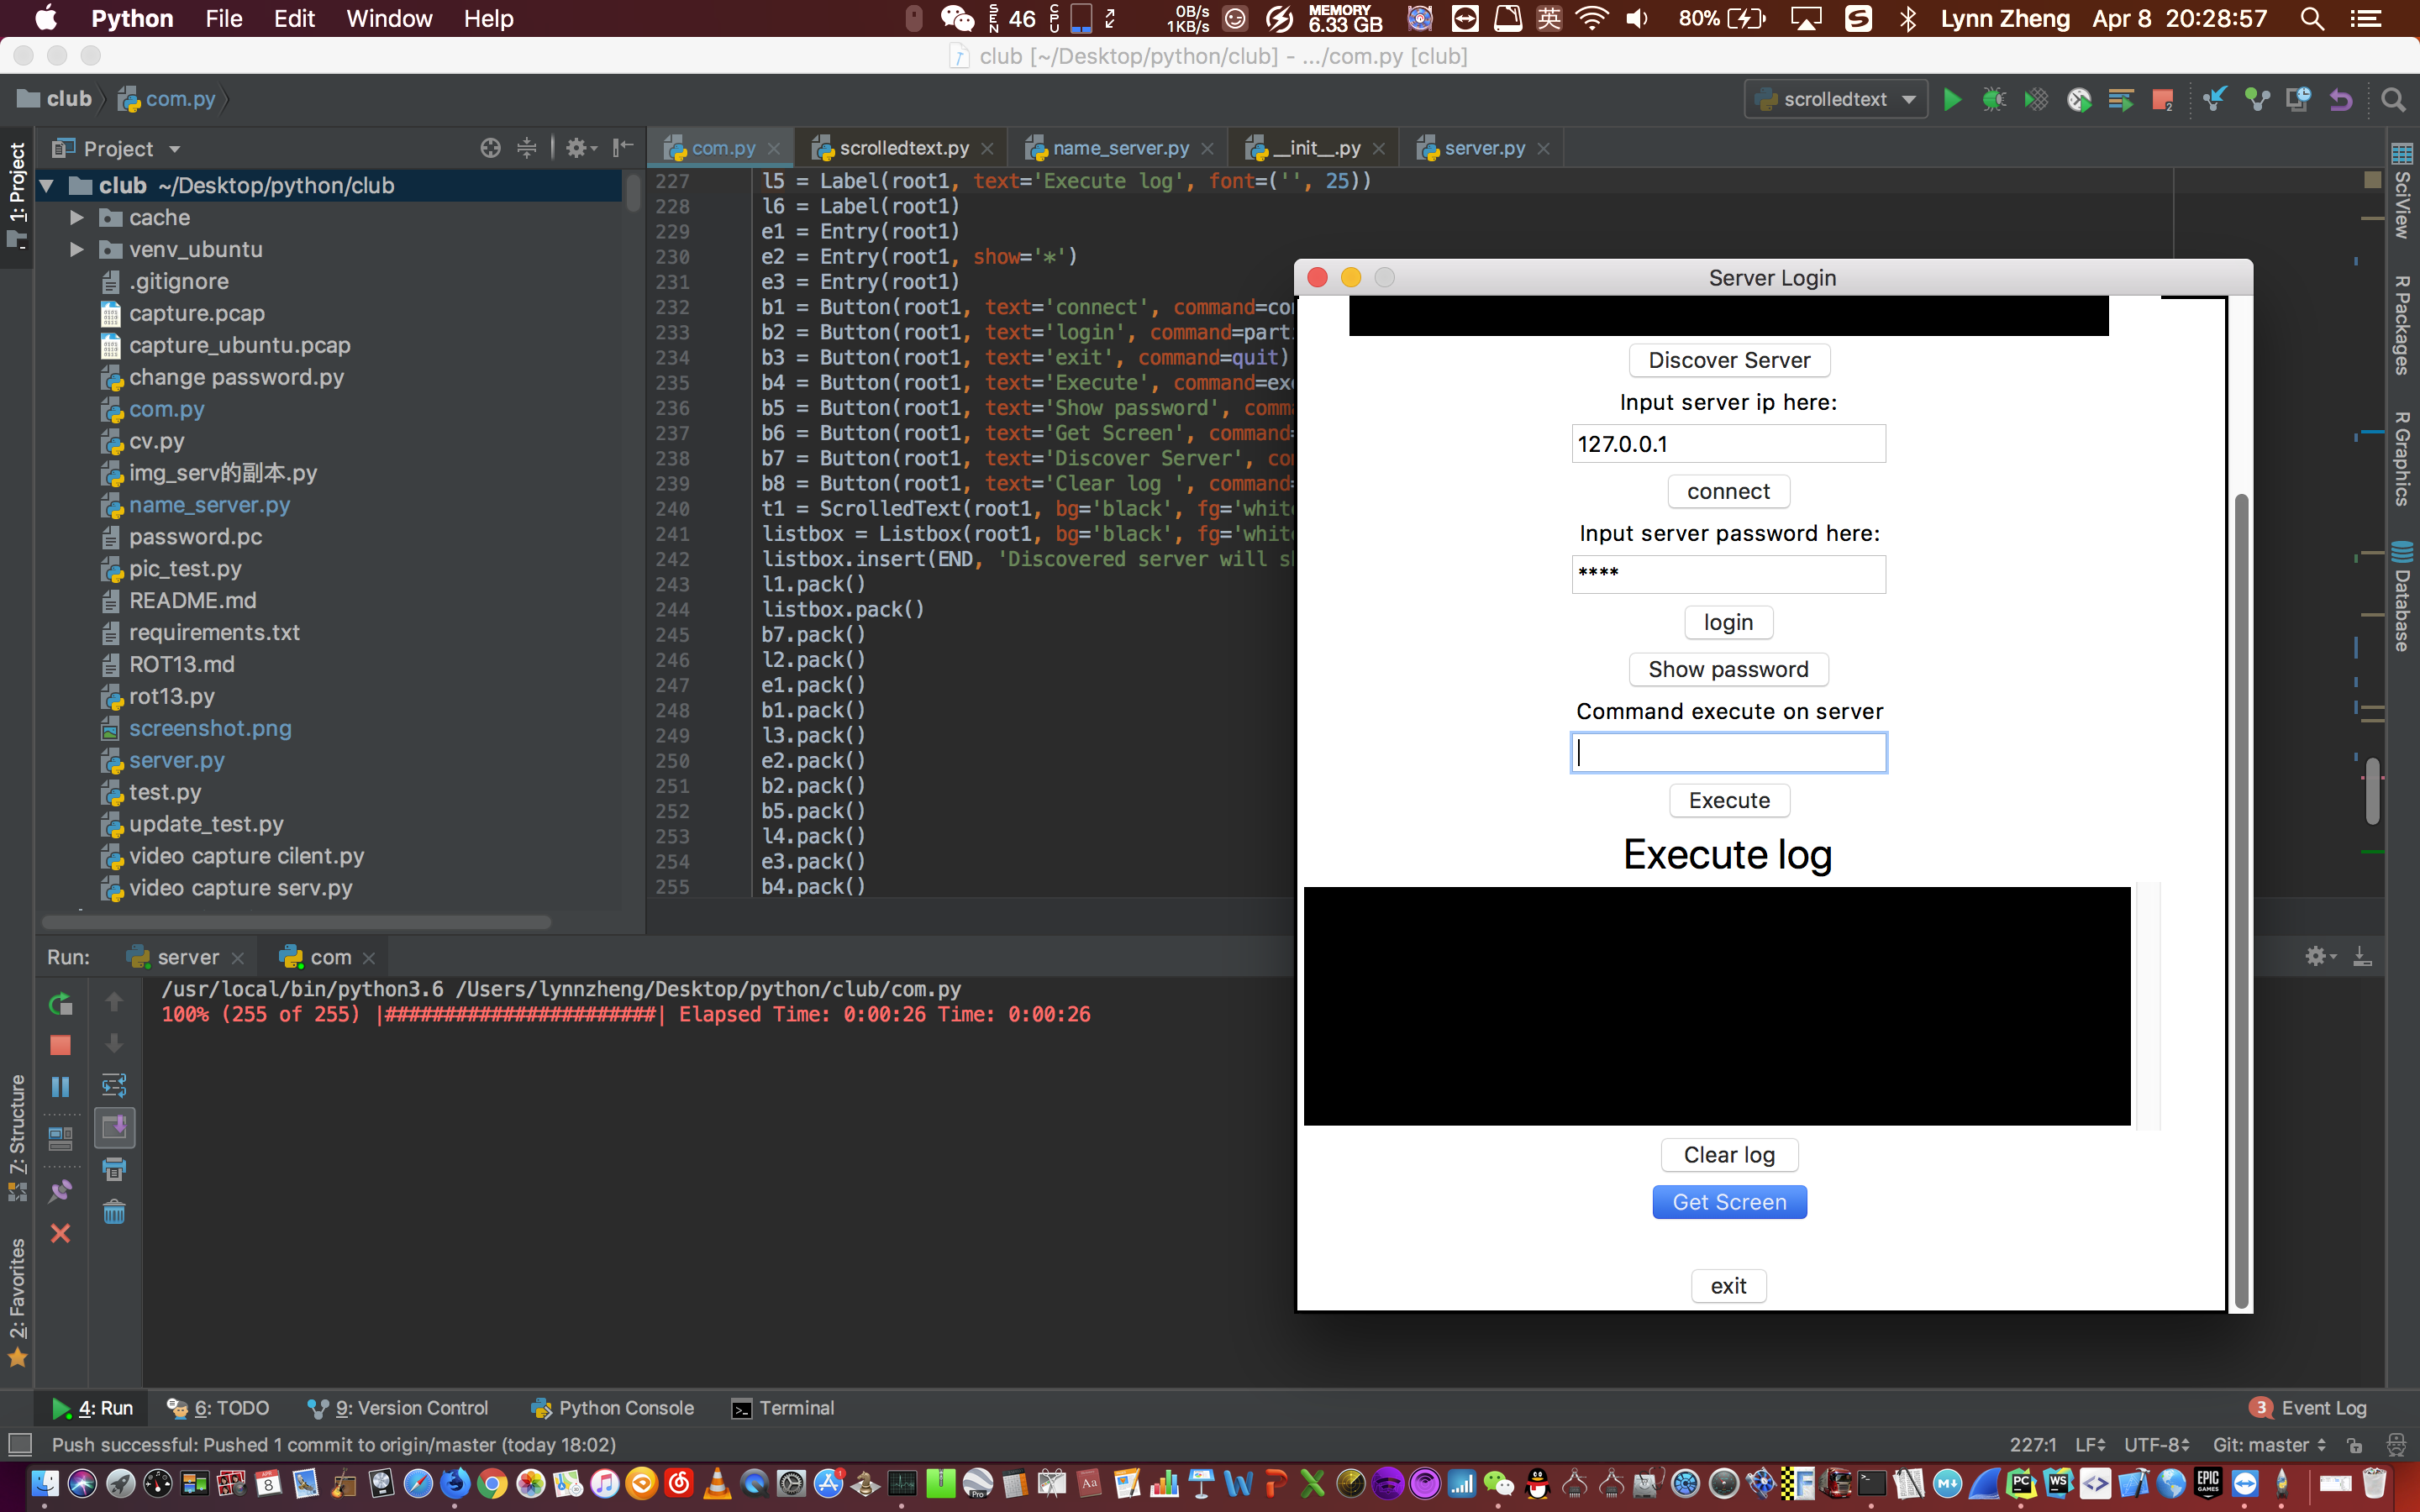 Python File Edit Window Help
SEN 46 CPU 0B/s 1KB/s MEMORY 6.33 GB 英 80% Lynn Zheng Apr 8 20:28:57
club [~/Desktop/python/club] - .../com.py [club]
club com.py
scrolledtext
2
1: Project
Project
com.py scrolledtext.py name_server.py __init__.py server.py
club ~/Desktop/python/club
cache
venv_ubuntu
.gitignore
capture.pcap
capture_ubuntu.pcap
change password.py
com.py
cv.py
img_serv的副本.py
name_server.py
password.pc
pic_test.py
README.md
requirements.txt
ROT13.md
rot13.py
screenshot.png
server.py
test.py
update_test.py
video capture cilent.py
video capture serv.py
227 l5 = Label(root1, text='Execute log', font=('', 25))
228 l6 = Label(root1)
229 e1 = Entry(root1)
230 e2 = Entry(root1, show='*')
231 e3 = Entry(root1)
232 b1 = Button(root1, text='connect', command=co
233 b2 = Button(root1, text='login', command=part
234 b3 = Button(root1, text='exit', command=quit)
235 b4 = Button(root1, text='Execute', command=ex
236 b5 = Button(root1, text='Show password', comm
237 b6 = Button(root1, text='Get Screen', command=
238 b7 = Button(root1, text='Discover Server', co
239 b8 = Button(root1, text='Clear log ', command=
240 t1 = ScrolledText(root1, bg='black', fg='whit
241 listbox = Listbox(root1, bg='black', fg='whit
242 listbox.insert(END, 'Discovered server will s
243 l1.pack()
244 listbox.pack()
245 b7.pack()
246 l2.pack()
247 e1.pack()
248 b1.pack()
249 l3.pack()
250 e2.pack()
251 b2.pack()
252 b5.pack()
253 l4.pack()
254 e3.pack()
255 b4.pack()
Server Login
Discover Server
Input server ip here:
127.0.0.1
connect
Input server password here:
****
login
Show password
Command execute on server
Execute
Execute log
Clear log
Get Screen
exit
SciView
R Packages
R Graphics
Database
Run: server com
/usr/local/bin/python3.6 /Users/lynnzheng/Desktop/python/club/com.py
100% (255 of 255) |#######################| Elapsed Time: 0:00:26 Time: 0:00:26
7: Structure
2: Favorites
4: Run 6: TODO 9: Version Control Python Console Terminal 3 Event Log
Push successful: Pushed 1 commit to origin/master (today 18:02) 227:1 LF UTF-8 Git: master